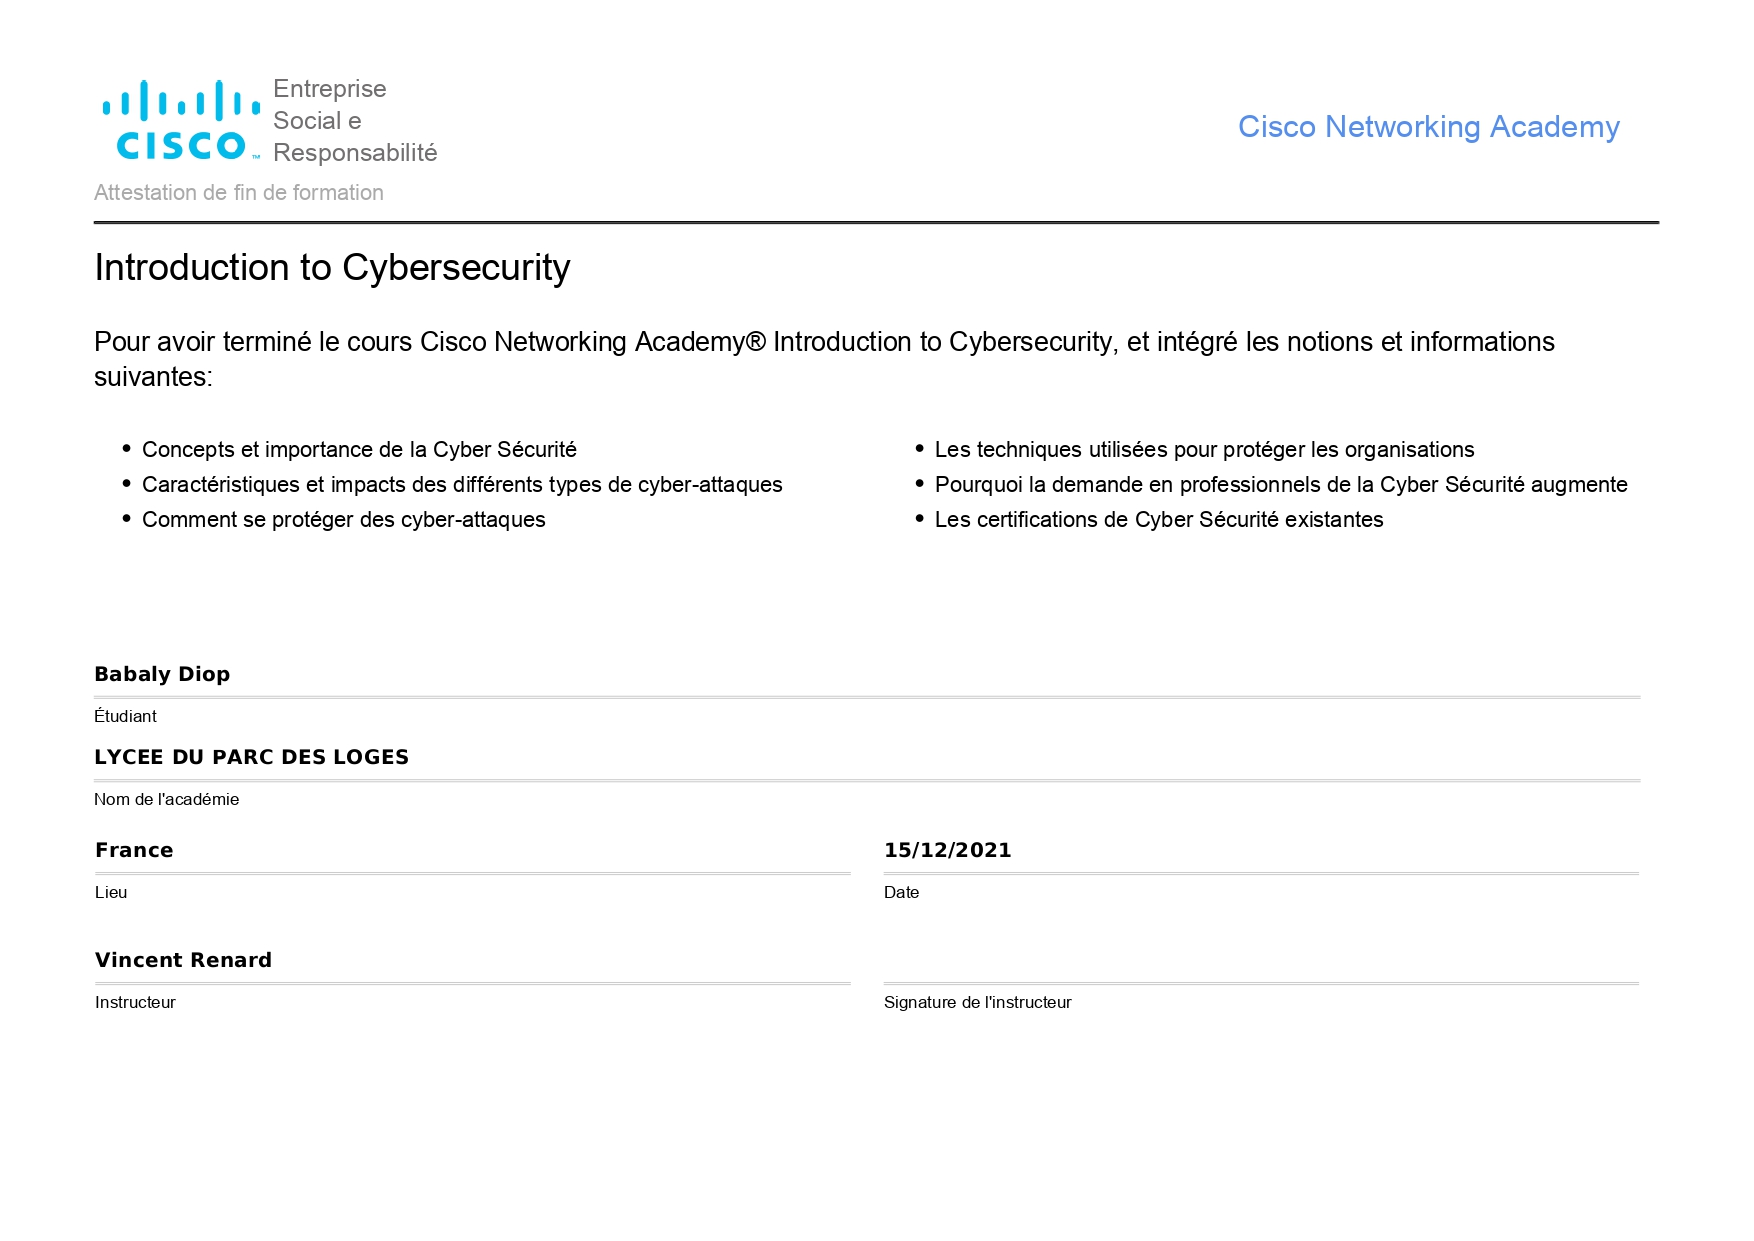 Entreprise
Social e
Responsabilité
CISCO™
Cisco Networking Academy
Attestation de fin de formation
Introduction to Cybersecurity
Pour avoir terminé le cours Cisco Networking Academy® Introduction to Cybersecurity, et intégré les notions et informations
suivantes:
• Concepts et importance de la Cyber Sécurité
• Caractéristiques et impacts des différents types de cyber-attaques
• Comment se protéger des cyber-attaques
• Les techniques utilisées pour protéger les organisations
• Pourquoi la demande en professionnels de la Cyber Sécurité augmente
• Les certifications de Cyber Sécurité existantes
Babaly Diop
Étudiant
LYCEE DU PARC DES LOGES
Nom de l'académie
France
Lieu
15/12/2021
Date
Vincent Renard
Instructeur
Signature de l'instructeur